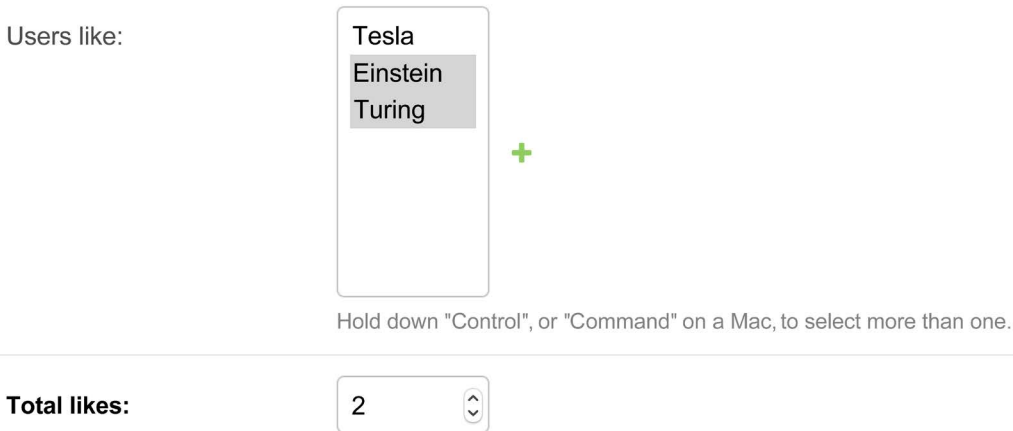 Users like:
Tesla
Einstein
Turing
Hold down "Control", or "Command" on a Mac, to select more than one.
Total likes:
2